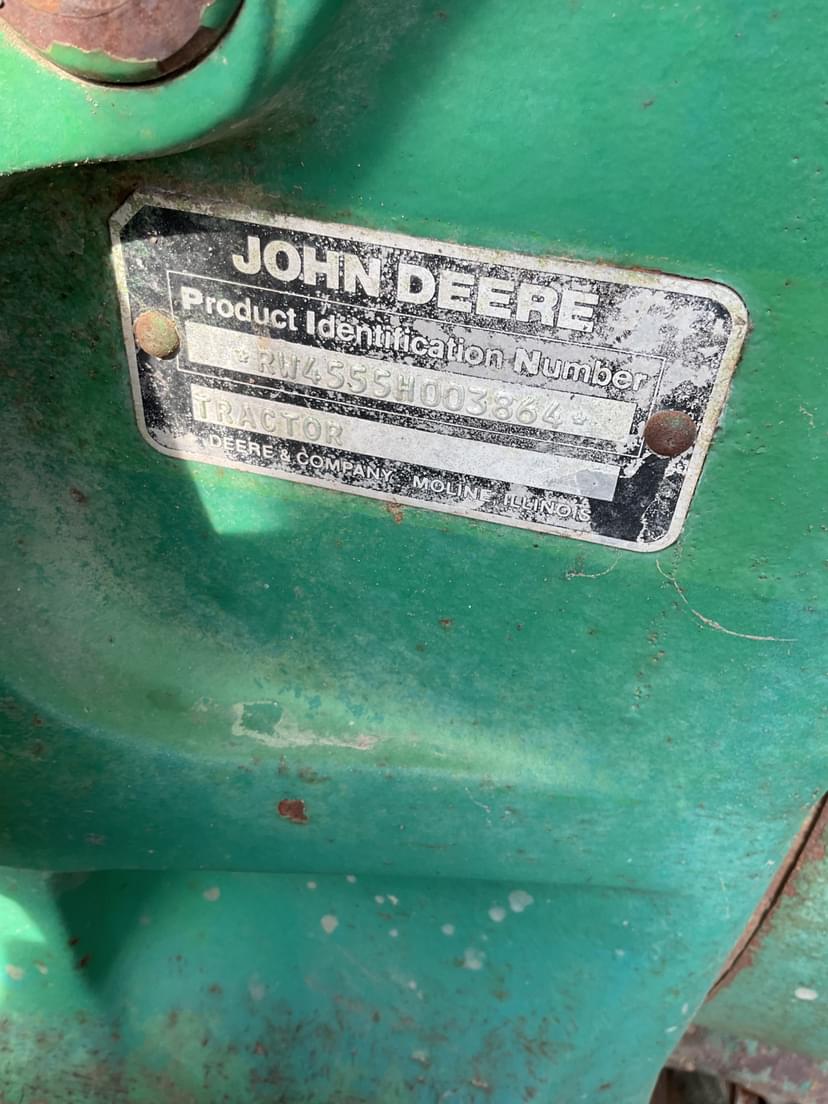 JOHN DEERE
Product Identification Number
*RW4555H003864*
TRACTOR
DEERE & COMPANY MOLINE, ILLINOIS